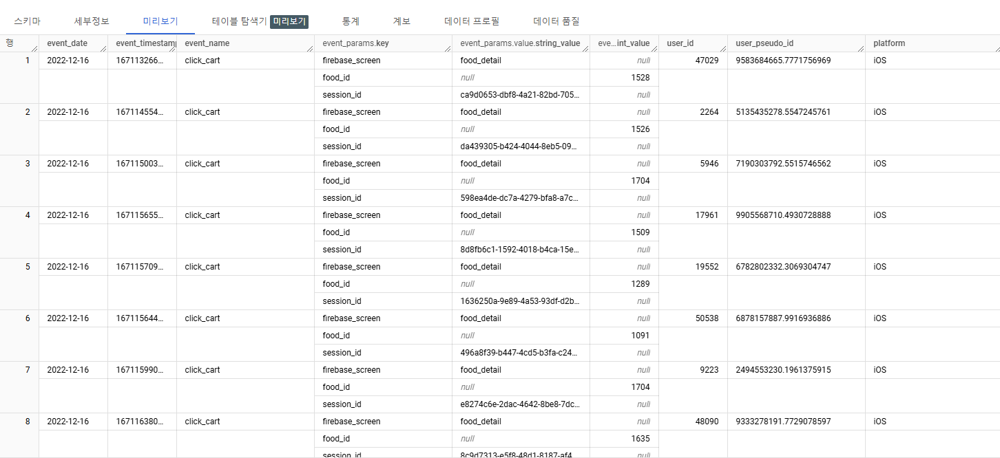 스키마 세부정보 미리보기 테이블 탐색기 미리보기 통계 계보 데이터 프로필 데이터 품질
행 event_date event_timestamp event_name event_params.key event_params.value.string_value eve…int_value user_id user_pseudo_id platform
1 2022-12-16 167113266… click_cart firebase_screen food_detail null 47029 9583684665.7771756969 iOS
food_id null 1528
session_id ca9d0653-dbf8-4a21-82bd-705… null
2 2022-12-16 167114554… click_cart firebase_screen food_detail null 2264 5135435278.5547245761 iOS
food_id null 1526
session_id da439305-b424-4044-8eb5-09… null
3 2022-12-16 167115003… click_cart firebase_screen food_detail null 5946 7190303792.5515746562 iOS
food_id null 1704
session_id 598ea4de-dc7a-4279-bfa8-a7c… null
4 2022-12-16 167115655… click_cart firebase_screen food_detail null 17961 9905568710.4930728888 iOS
food_id null 1509
session_id 8d8fb6c1-1592-4018-b4ca-15e… null
5 2022-12-16 167115709… click_cart firebase_screen food_detail null 19552 6782802332.3069304747 iOS
food_id null 1289
session_id 1636250a-9e89-4a53-93df-d2b… null
6 2022-12-16 167115644… click_cart firebase_screen food_detail null 50538 6878157887.9916936886 iOS
food_id null 1091
session_id 496a8f39-b447-4cd5-b3fa-c24… null
7 2022-12-16 167115990… click_cart firebase_screen food_detail null 9223 2494553230.1961375915 iOS
food_id null 1704
session_id e8274c6e-2dac-4642-8be8-7dc… null
8 2022-12-16 167116380… click_cart firebase_screen food_detail null 48090 9333278191.7729078597 iOS
food_id null 1635
session_id 8c9d7313-e5f8-48d1-8187-af4… null